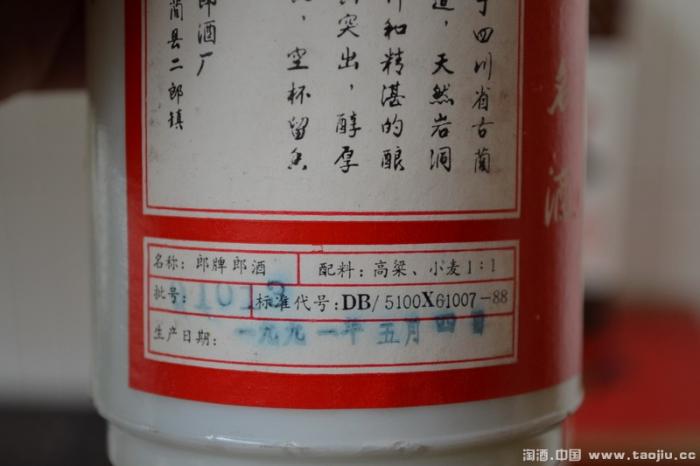 于四川省古蔺
道，天然岩洞
和精湛的酿
突出，醇厚
，空杯留香
郎酒厂
蔺县二郎镇
名酒
名称：郎牌郎酒
配料：高粱、小麦1：1
批号：
标准代号：DB/5100X61007-88
生产日期：一九九一年五月四日
淘酒.中国 www.taojiu.cc